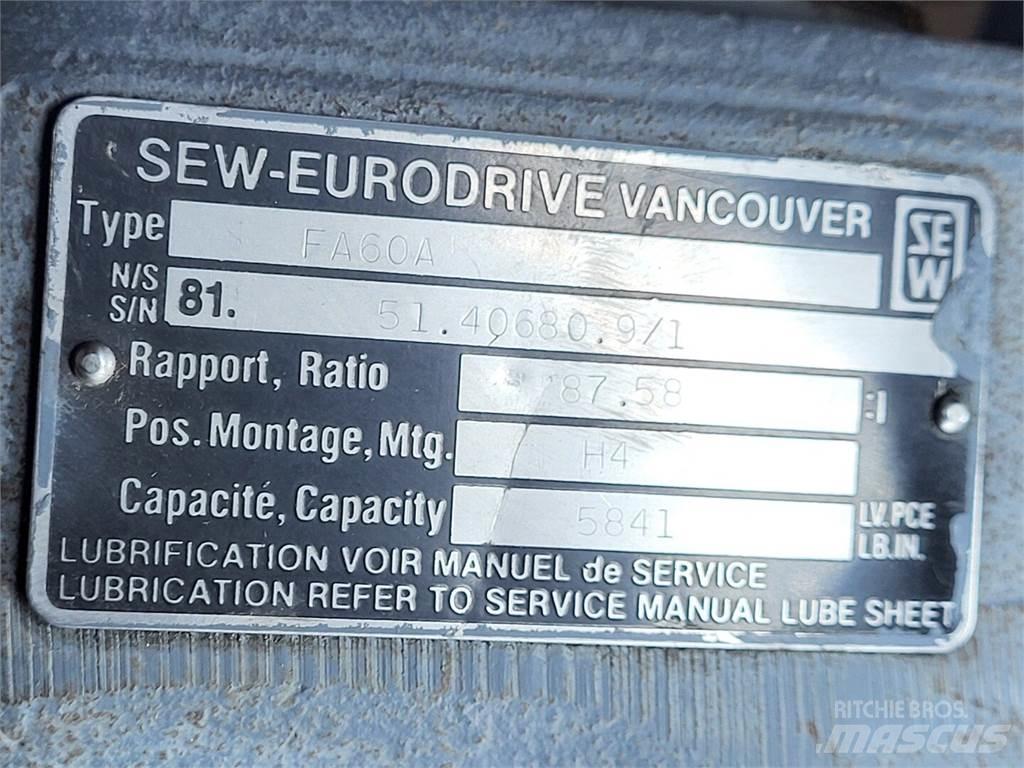 SEW-EURODRIVE VANCOUVER
SEW
Type FA60A
N/S
S/N 81. 51.40680.9/1
Rapport, Ratio 87.58 :1
Pos. Montage, Mtg. H4
Capacité, Capacity 5841 LV.PCE
LB.IN.
LUBRIFICATION VOIR MANUEL de SERVICE
LUBRICATION REFER TO SERVICE MANUAL LUBE SHEET
RITCHIE BROS.
MASCUS